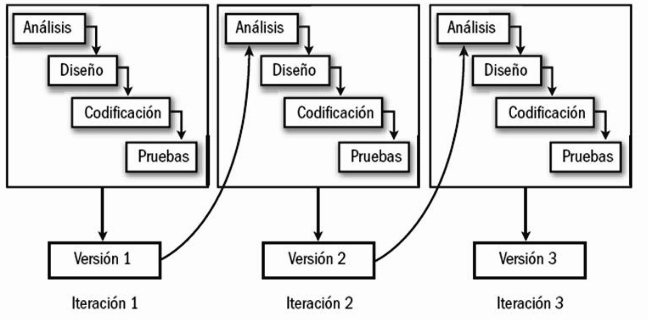 Análisis
Diseño
Codificación
Pruebas
Versión 1
Iteración 1
Análisis
Diseño
Codificación
Pruebas
Versión 2
Iteración 2
Análisis
Diseño
Codificación
Pruebas
Versión 3
Iteración 3